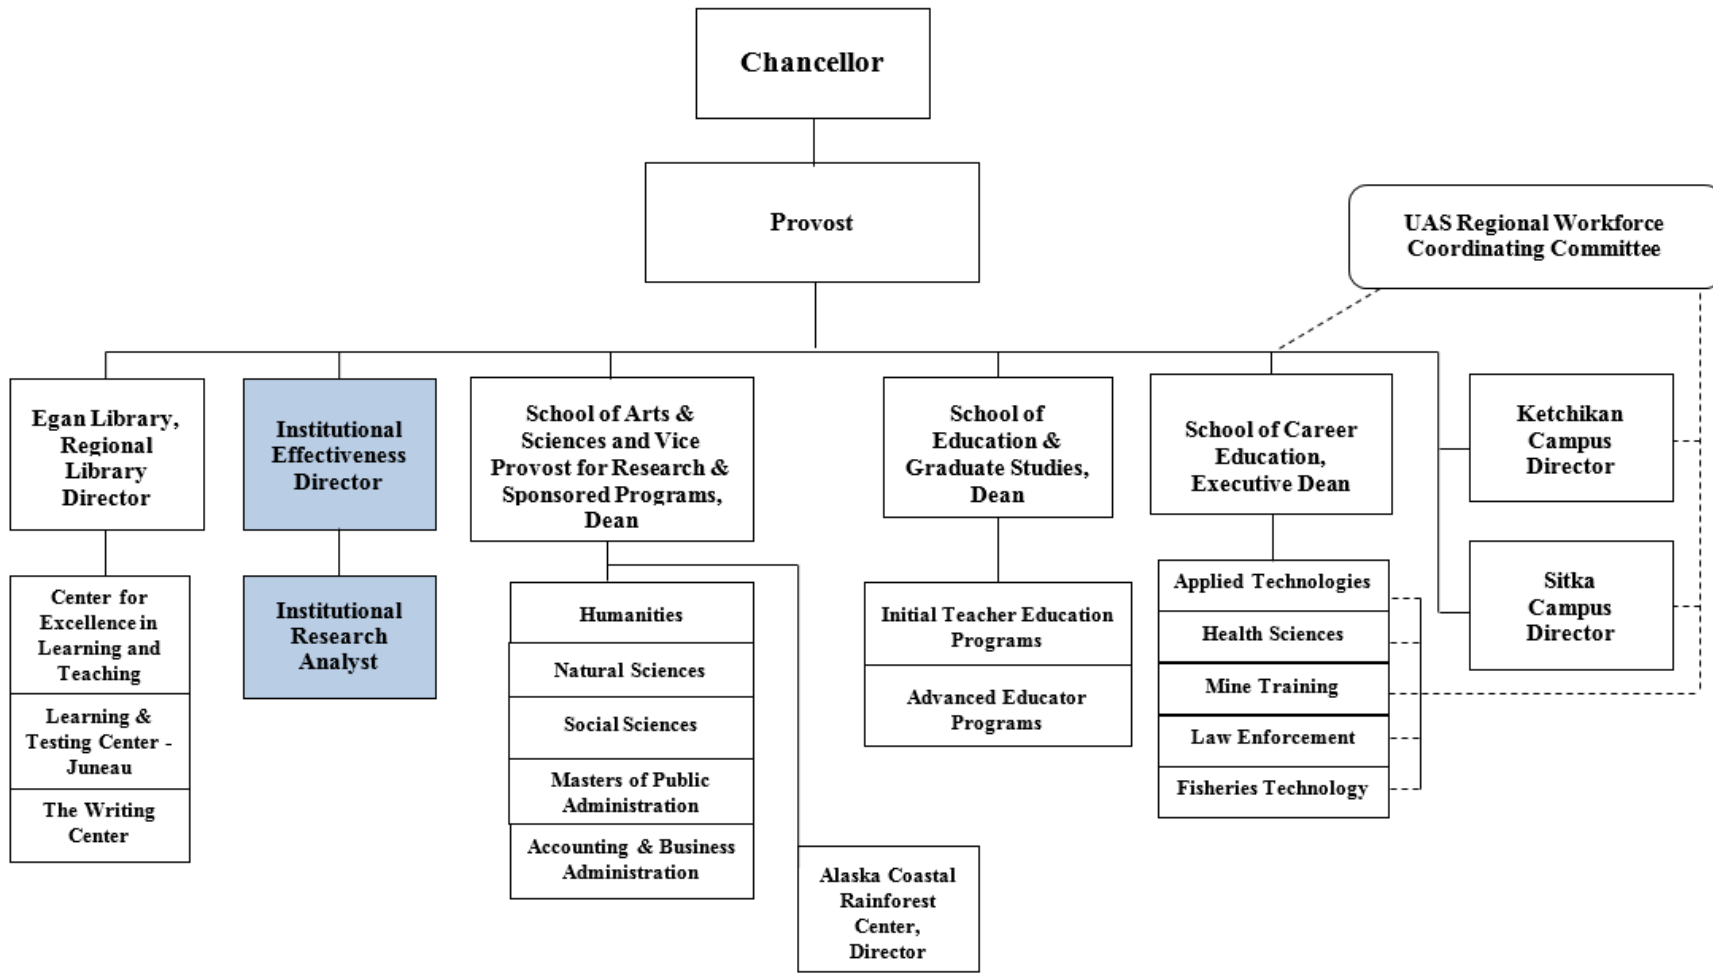 Chancellor
Provost
UAS Regional Workforce
Coordinating Committee
Egan Library,
Regional
Library
Director
Institutional
Effectiveness
Director
School of Arts &
Sciences and Vice
Provost for Research &
Sponsored Programs,
Dean
School of
Education &
Graduate Studies,
Dean
School of Career
Education,
Executive Dean
Ketchikan
Campus
Director
Sitka
Campus
Director
Center for
Excellence in
Learning and
Teaching
Learning &
Testing Center -
Juneau
The Writing
Center
Institutional
Research
Analyst
Humanities
Natural Sciences
Social Sciences
Masters of Public
Administration
Accounting & Business
Administration
Alaska Coastal
Rainforest
Center,
Director
Initial Teacher Education
Programs
Advanced Educator
Programs
Applied Technologies
Health Sciences
Mine Training
Law Enforcement
Fisheries Technology